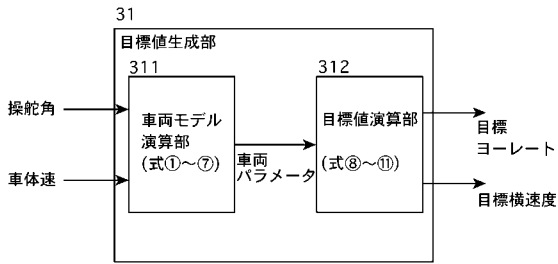 31
目標値生成部
311
312
操舵角
車体速
車両モデル
演算部
(式①～⑦)
車両
パラメータ
目標値演算部
(式⑧～⑪)
目標
ヨーレート
目標横速度